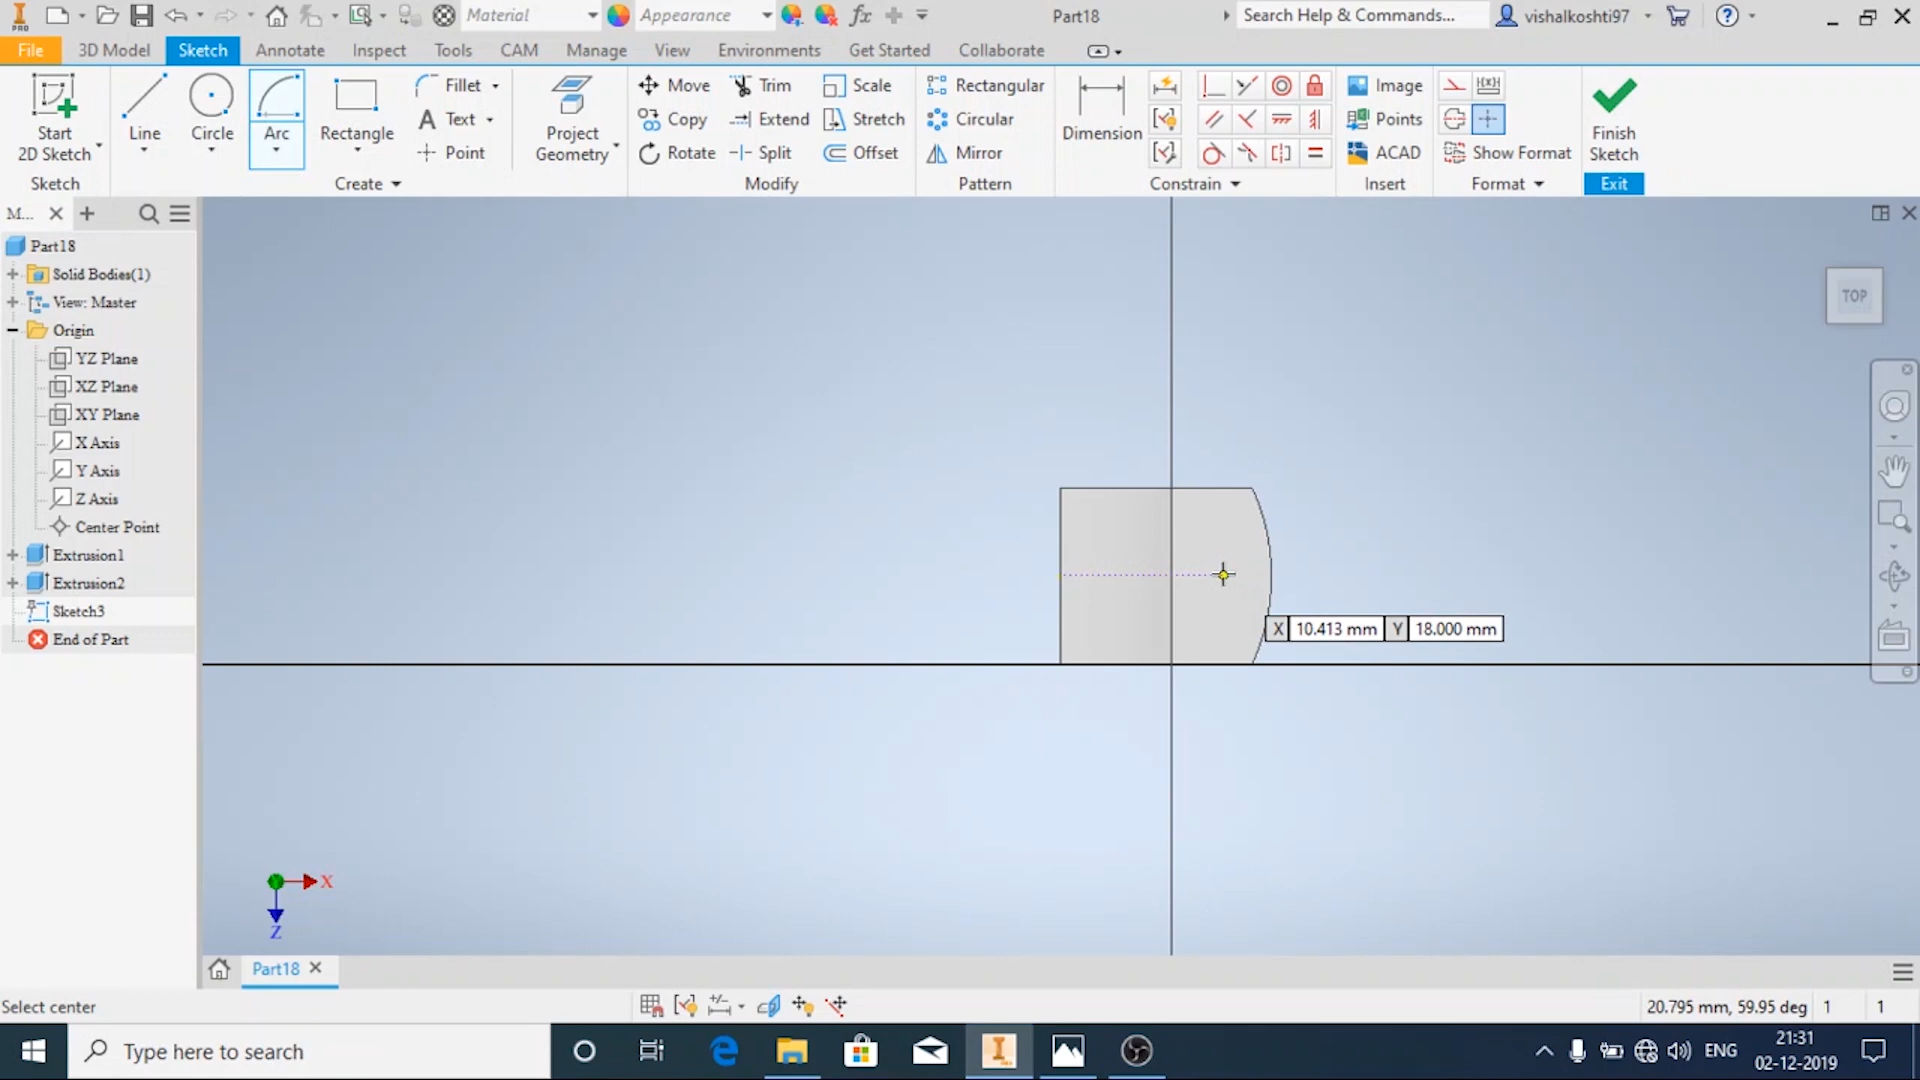 Material
Appearance
fx
Part18
Search Help & Commands...
vishalkoshti97
PRO
File
3D Model
Sketch
Annotate
Inspect
Tools
CAM
Manage
View
Environments
Get Started
Collaborate
Start
2D Sketch
Line
Circle
Arc
Rectangle
Fillet
Text
Point
Project
Geometry
Move
Copy
Rotate
Trim
Extend
Split
Scale
Stretch
Offset
Rectangular
Circular
Mirror
Dimension
Image
Points
ACAD
Show Format
Finish
Sketch
Sketch
Create
Modify
Pattern
Constrain
Insert
Format
Exit
M...
Part18
Solid Bodies(1)
View: Master
Origin
YZ Plane
XZ Plane
XY Plane
X Axis
Y Axis
Z Axis
Center Point
Extrusion1
Extrusion2
Sketch3
End of Part
TOP
X 10.413 mm Y 18.000 mm
X
Z
Part18
Select center
20.795 mm, 59.95 deg 1 1
Type here to search
ENG
21:31
02-12-2019